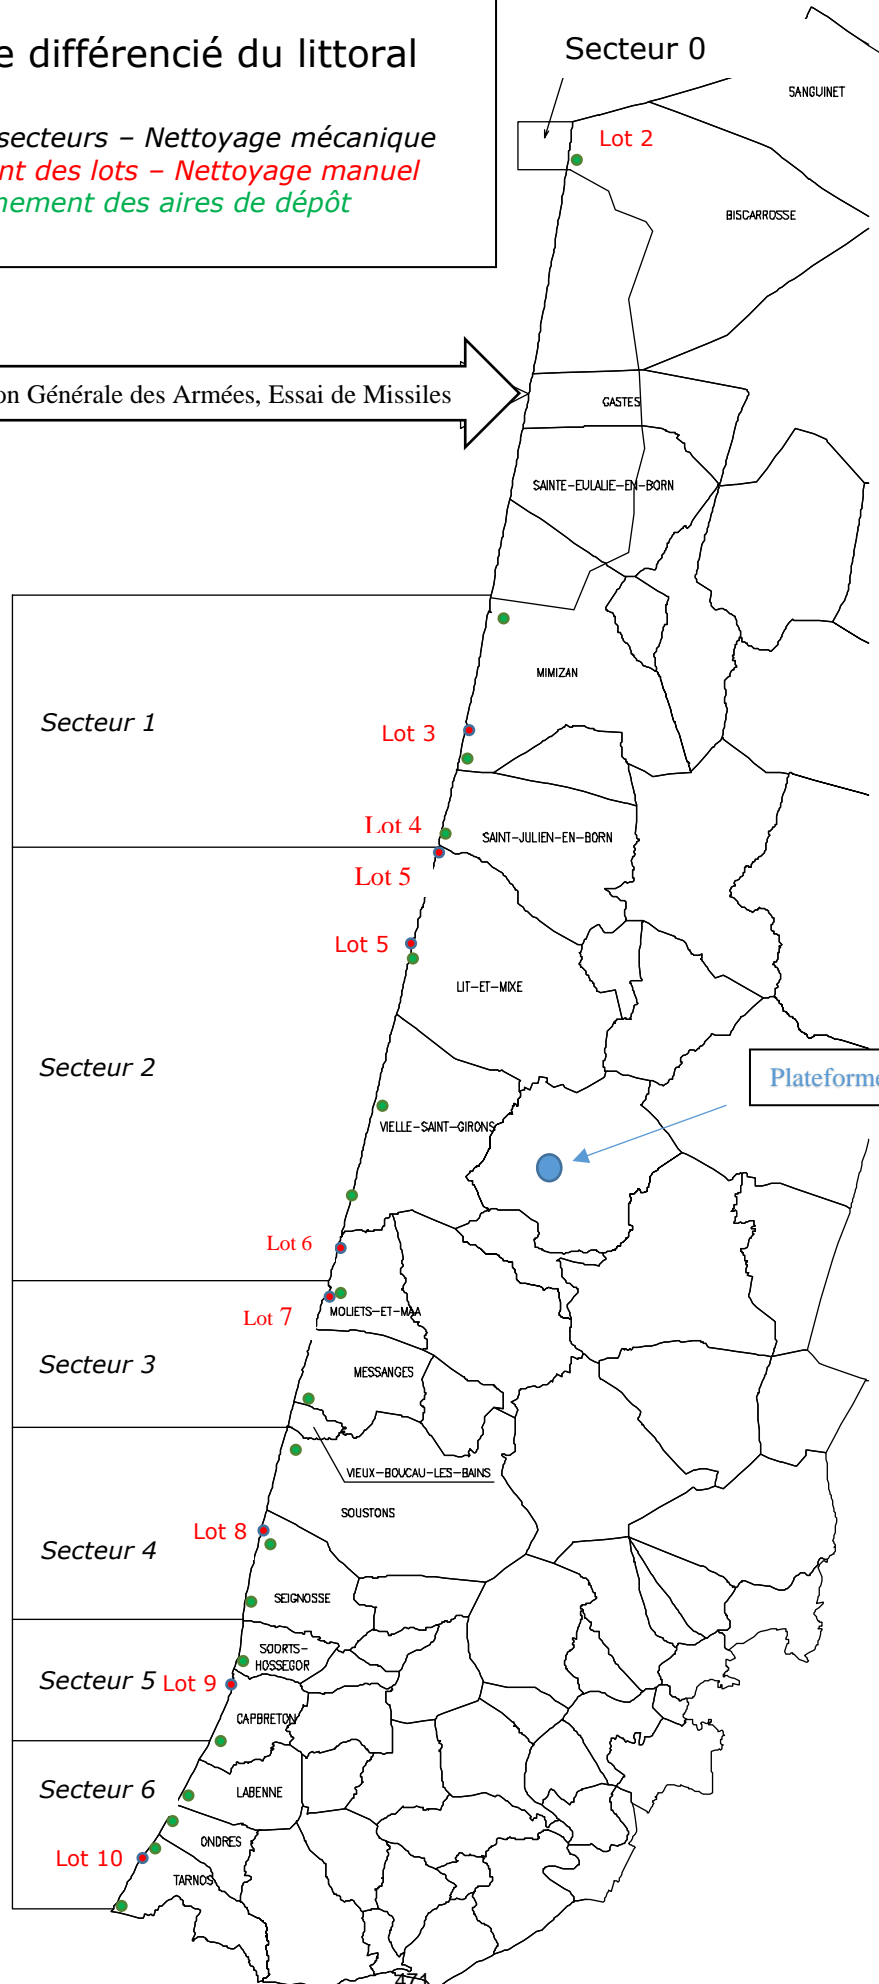 e différencié du littoral
secteurs – Nettoyage mécanique
nt des lots – Nettoyage manuel
nement des aires de dépôt
Secteur 0
SANGUINET
Lot 2
BISCARROSSE
on Générale des Armées, Essai de Missiles
GASTES
SAINTE-EULALIE-EN-BORN
MIMIZAN
Secteur 1
Lot 3
Lot 4
SAINT-JULIEN-EN-BORN
Lot 5
Lot 5
LIT-ET-MIXE
Secteur 2
Plateforme
VIELLE-SAINT-GIRONS
Lot 6
MOLIETS-ET-MAA
Lot 7
Secteur 3
MESSANGES
VIEUX-BOUCAU-LES-BAINS
SOUSTONS
Lot 8
Secteur 4
SEIGNOSSE
SOORTS-
HOSSEGOR
Secteur 5
Lot 9
CAPBRETON
Secteur 6
LABENNE
ONDRES
Lot 10
TARNOS
471